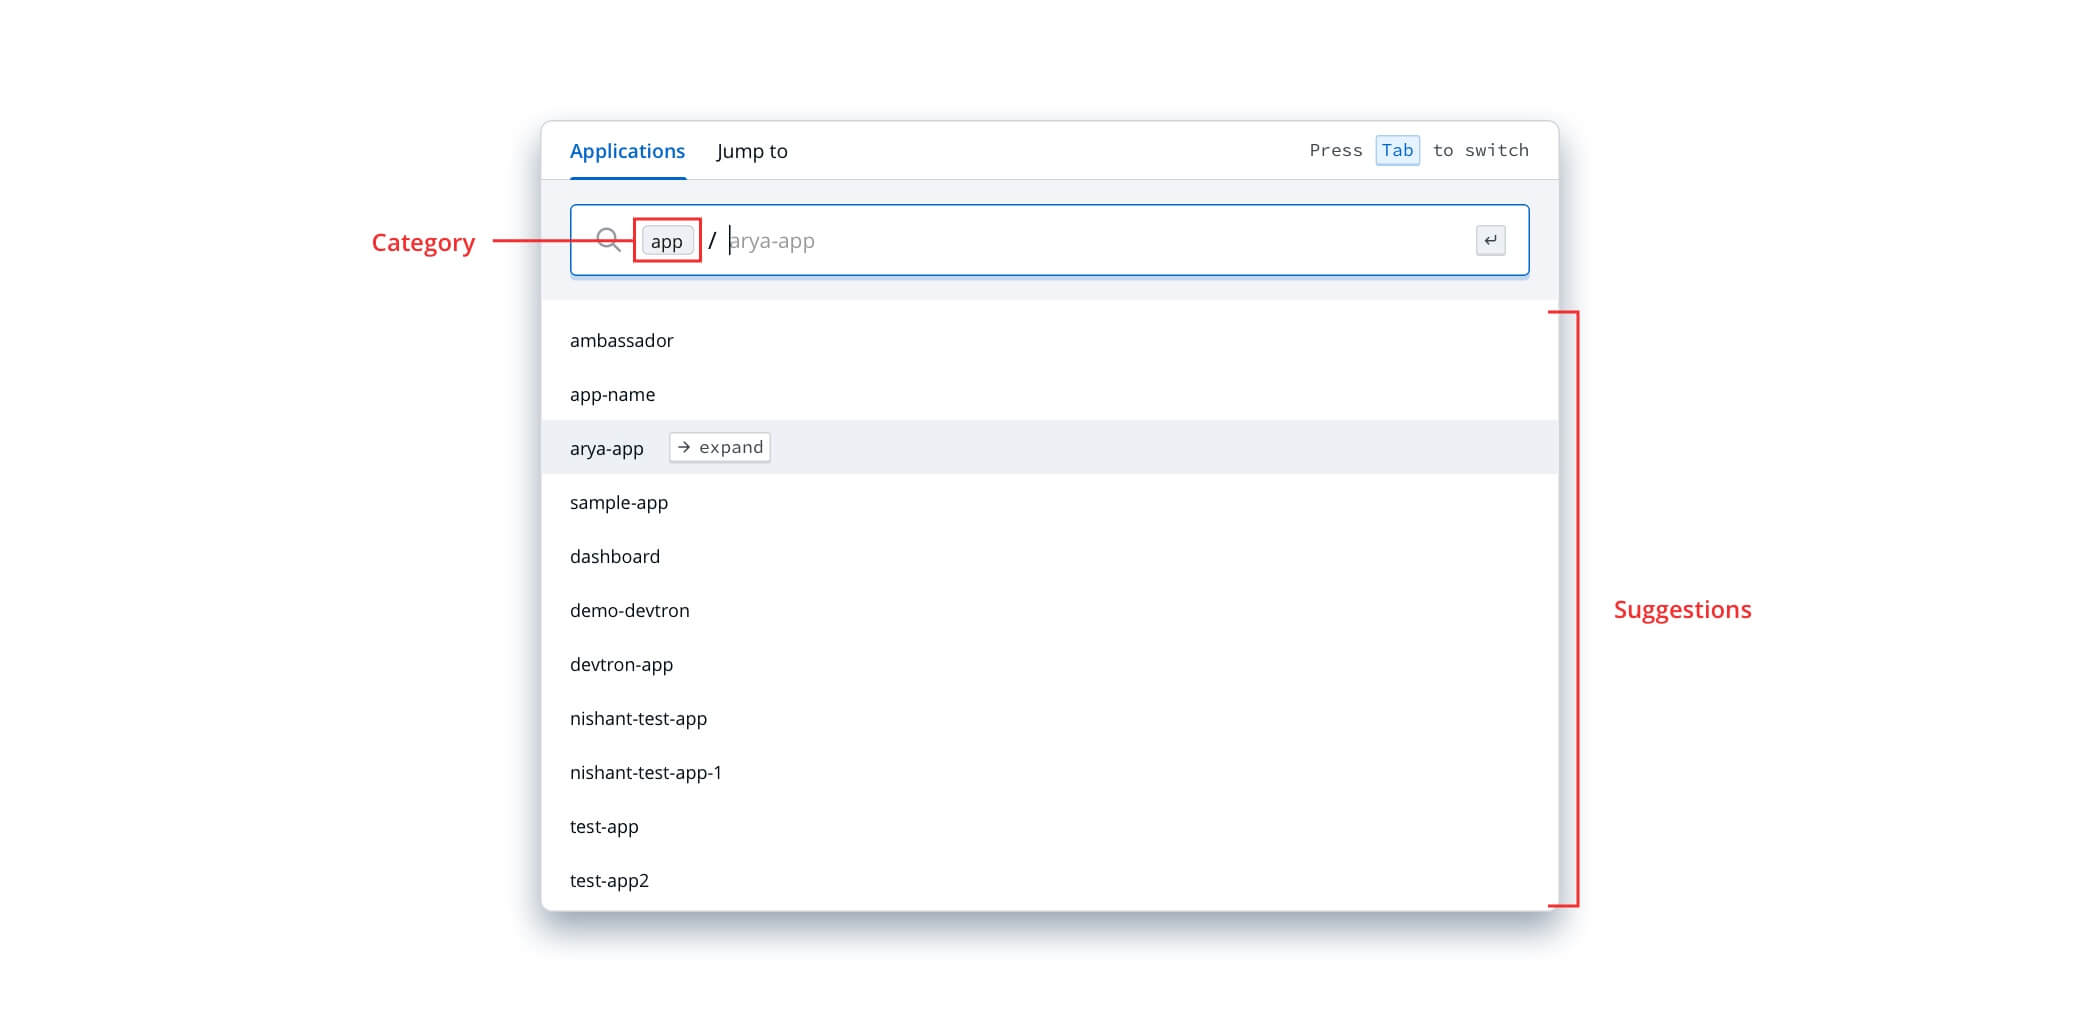 Applications Jump to Press Tab to switch
Category app / arya-app
ambassador
app-name
arya-app → expand
sample-app
dashboard
demo-devtron
Suggestions
devtron-app
nishant-test-app
nishant-test-app-1
test-app
test-app2